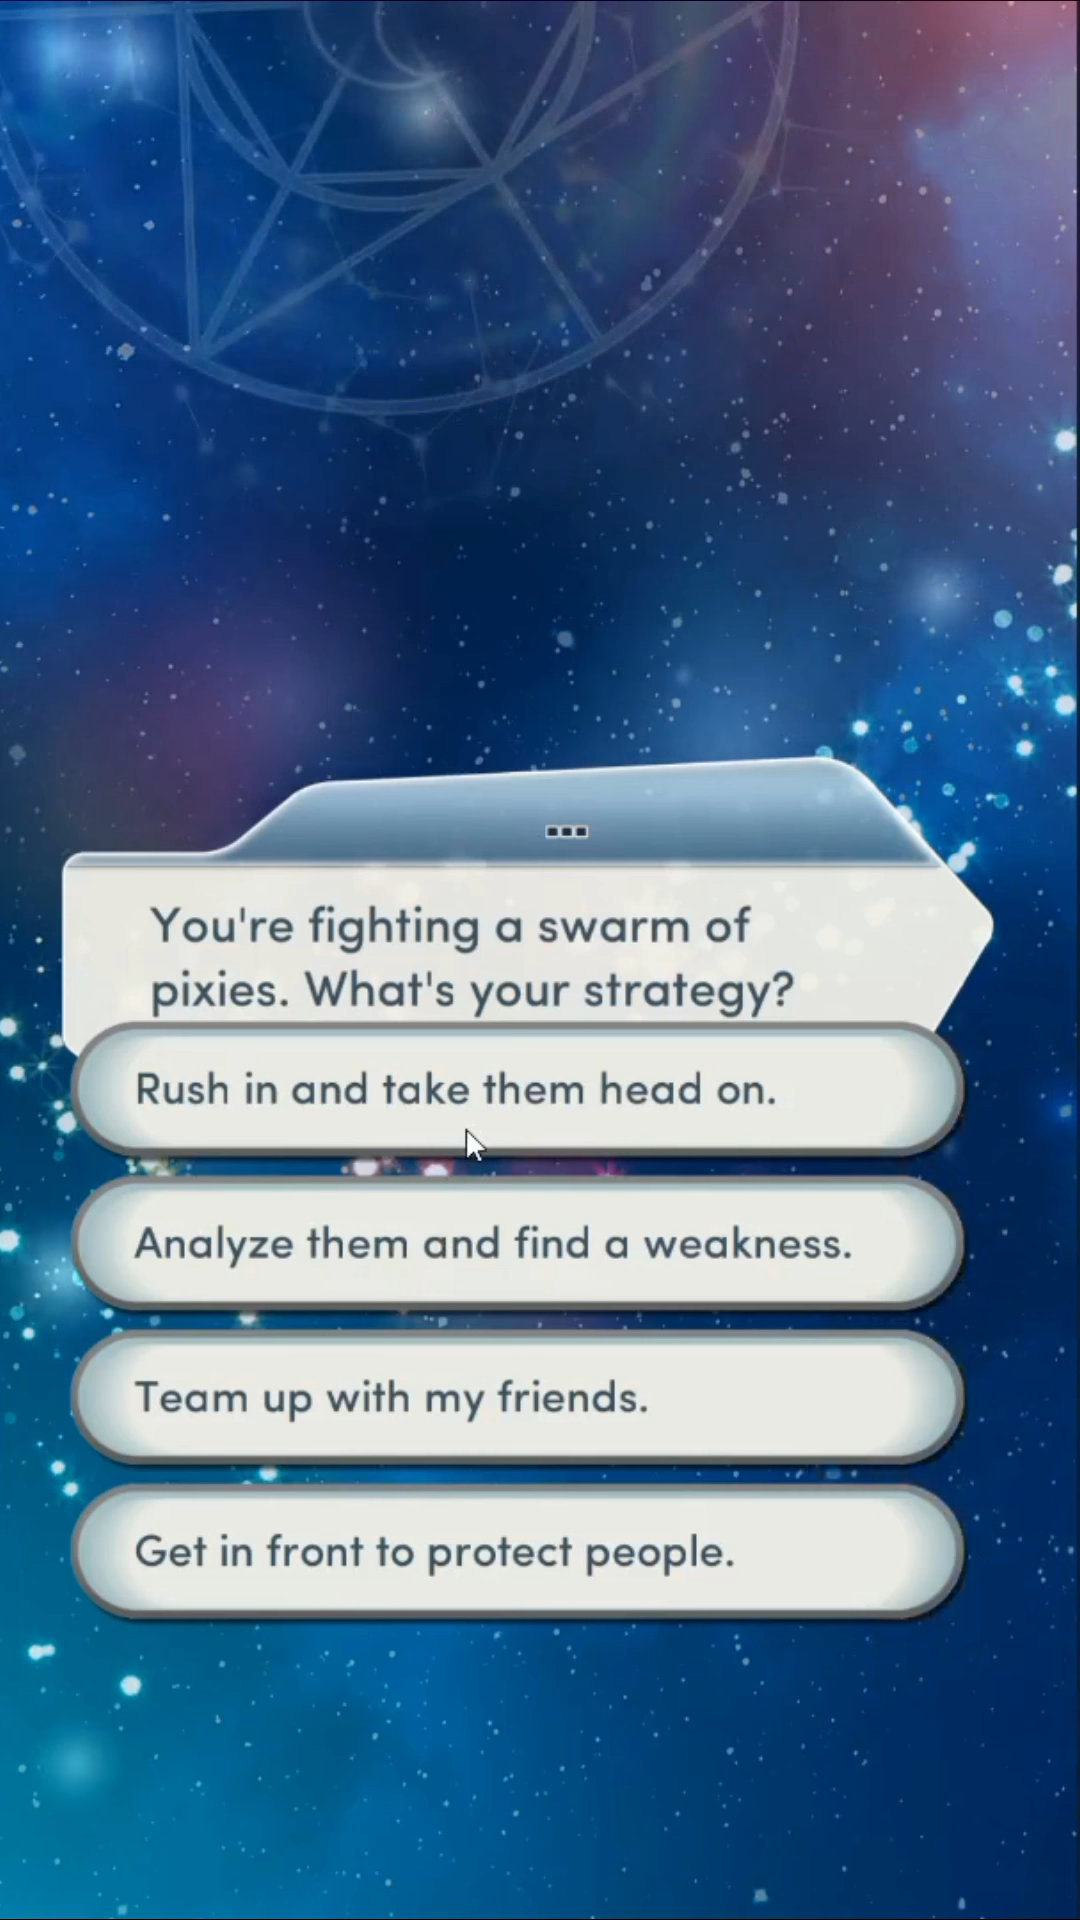 ...
You're fighting a swarm of
pixies. What's your strategy?
Rush in and take them head on.
Analyze them and find a weakness.
Team up with my friends.
Get in front to protect people.